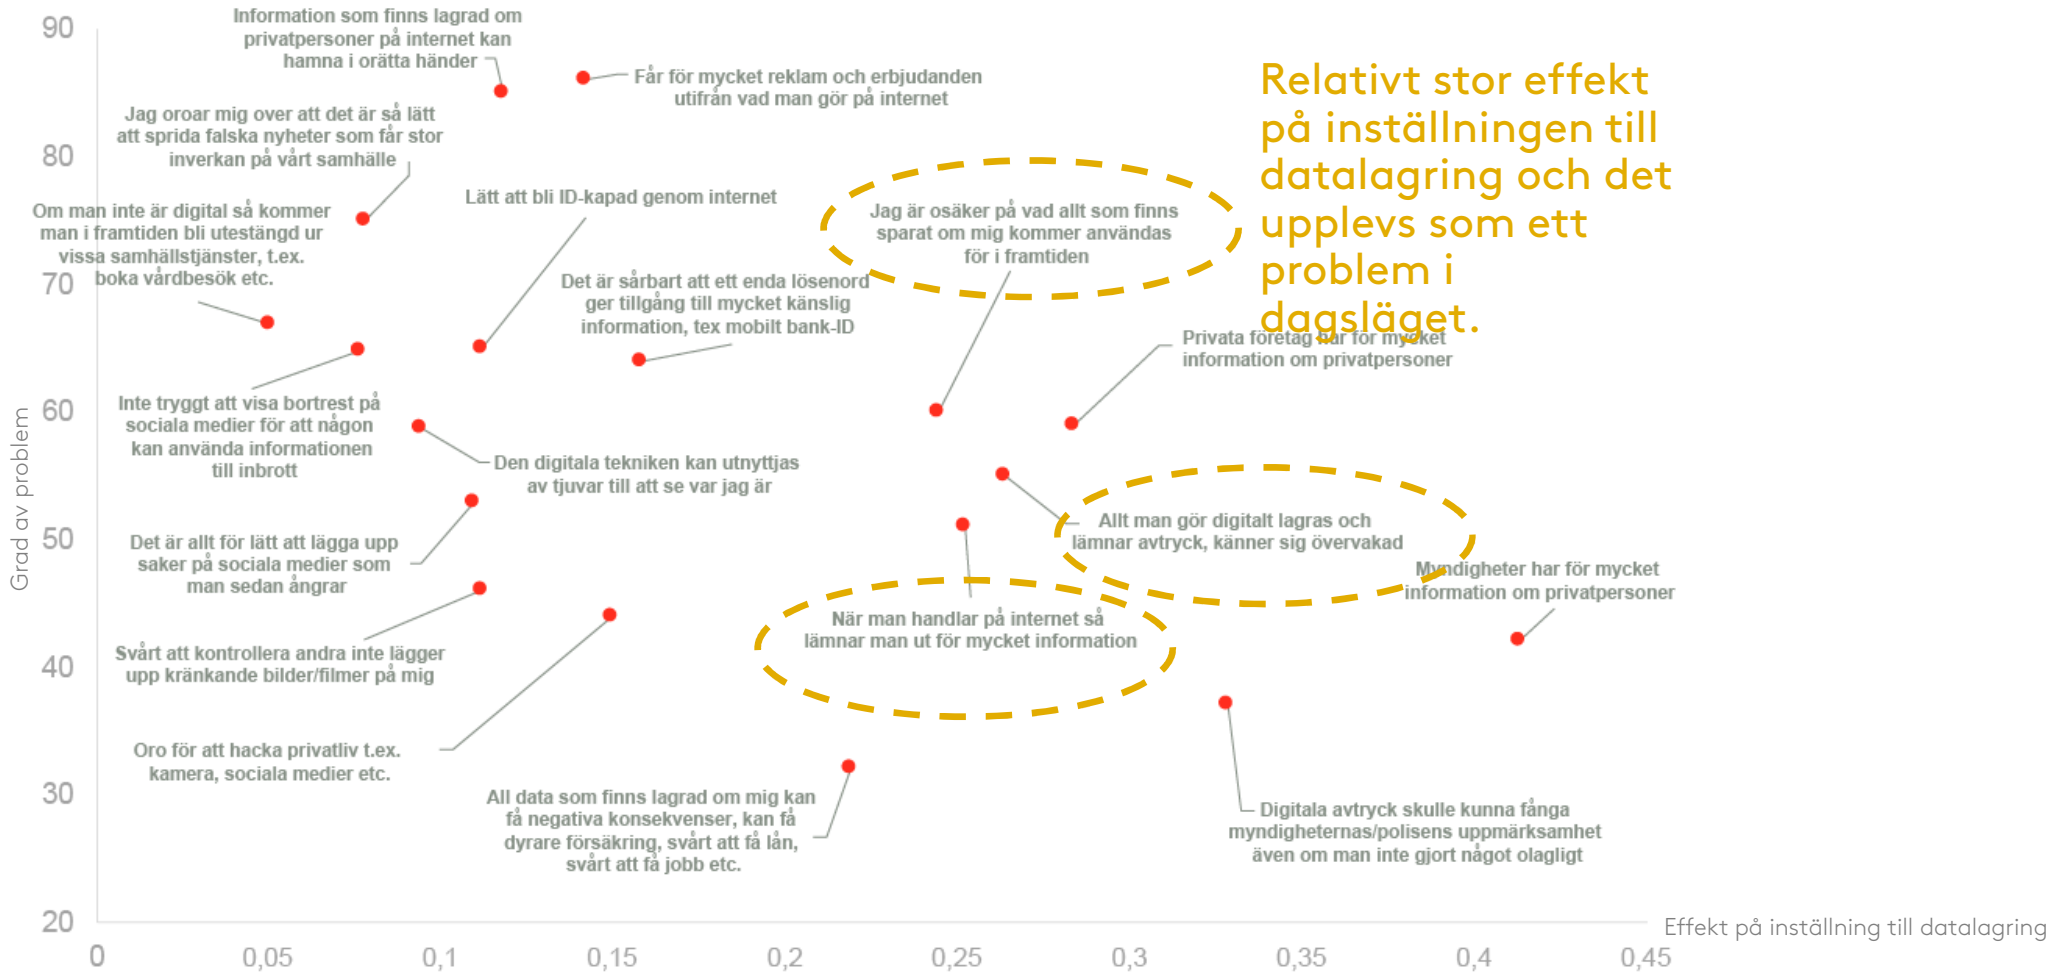 90
80
70
60
50
40
30
20
Grad av problem
Information som finns lagrad om
privatpersoner på internet kan
hamna i orätta händer
Får för mycket reklam och erbjudanden
utifrån vad man gör på internet
Relativt stor effekt
på inställningen till
datalagring och det
upplevs som ett
problem i
dagsläget.
Jag oroar mig over att det är så lätt
att sprida falska nyheter som får stor
inverkan på vårt samhälle
Lätt att bli ID-kapad genom internet
Om man inte är digital så kommer
man i framtiden bli utestängd ur
vissa samhällstjänster, t.ex.
boka vårdbesök etc.
Jag är osäker på vad allt som finns
sparat om mig kommer användas
för i framtiden
Det är sårbart att ett enda lösenord
ger tillgång till mycket känslig
information, tex mobilt bank-ID
Privata företag har för mycket
information om privatpersoner
Inte tryggt att visa bortrest på
sociala medier för att någon
kan använda informationen
till inbrott
Den digitala tekniken kan utnyttjas
av tjuvar till att se var jag är
Allt man gör digitalt lagras och
lämnar avtryck, känner sig övervakad
Det är allt för lätt att lägga upp
saker på sociala medier som
man sedan ångrar
Myndigheter har för mycket
information om privatpersoner
När man handlar på internet så
lämnar man ut för mycket information
Svårt att kontrollera andra inte lägger
upp kränkande bilder/filmer på mig
Oro för att hacka privatliv t.ex.
kamera, sociala medier etc.
All data som finns lagrad om mig kan
få negativa konsekvenser, kan få
dyrare försäkring, svårt att få lån,
svårt att få jobb etc.
Digitala avtryck skulle kunna fånga
myndigheternas/polisens uppmärksamhet
även om man inte gjort något olagligt
Effekt på inställning till datalagring
0 0,05 0,1 0,15 0,2 0,25 0,3 0,35 0,4 0,45